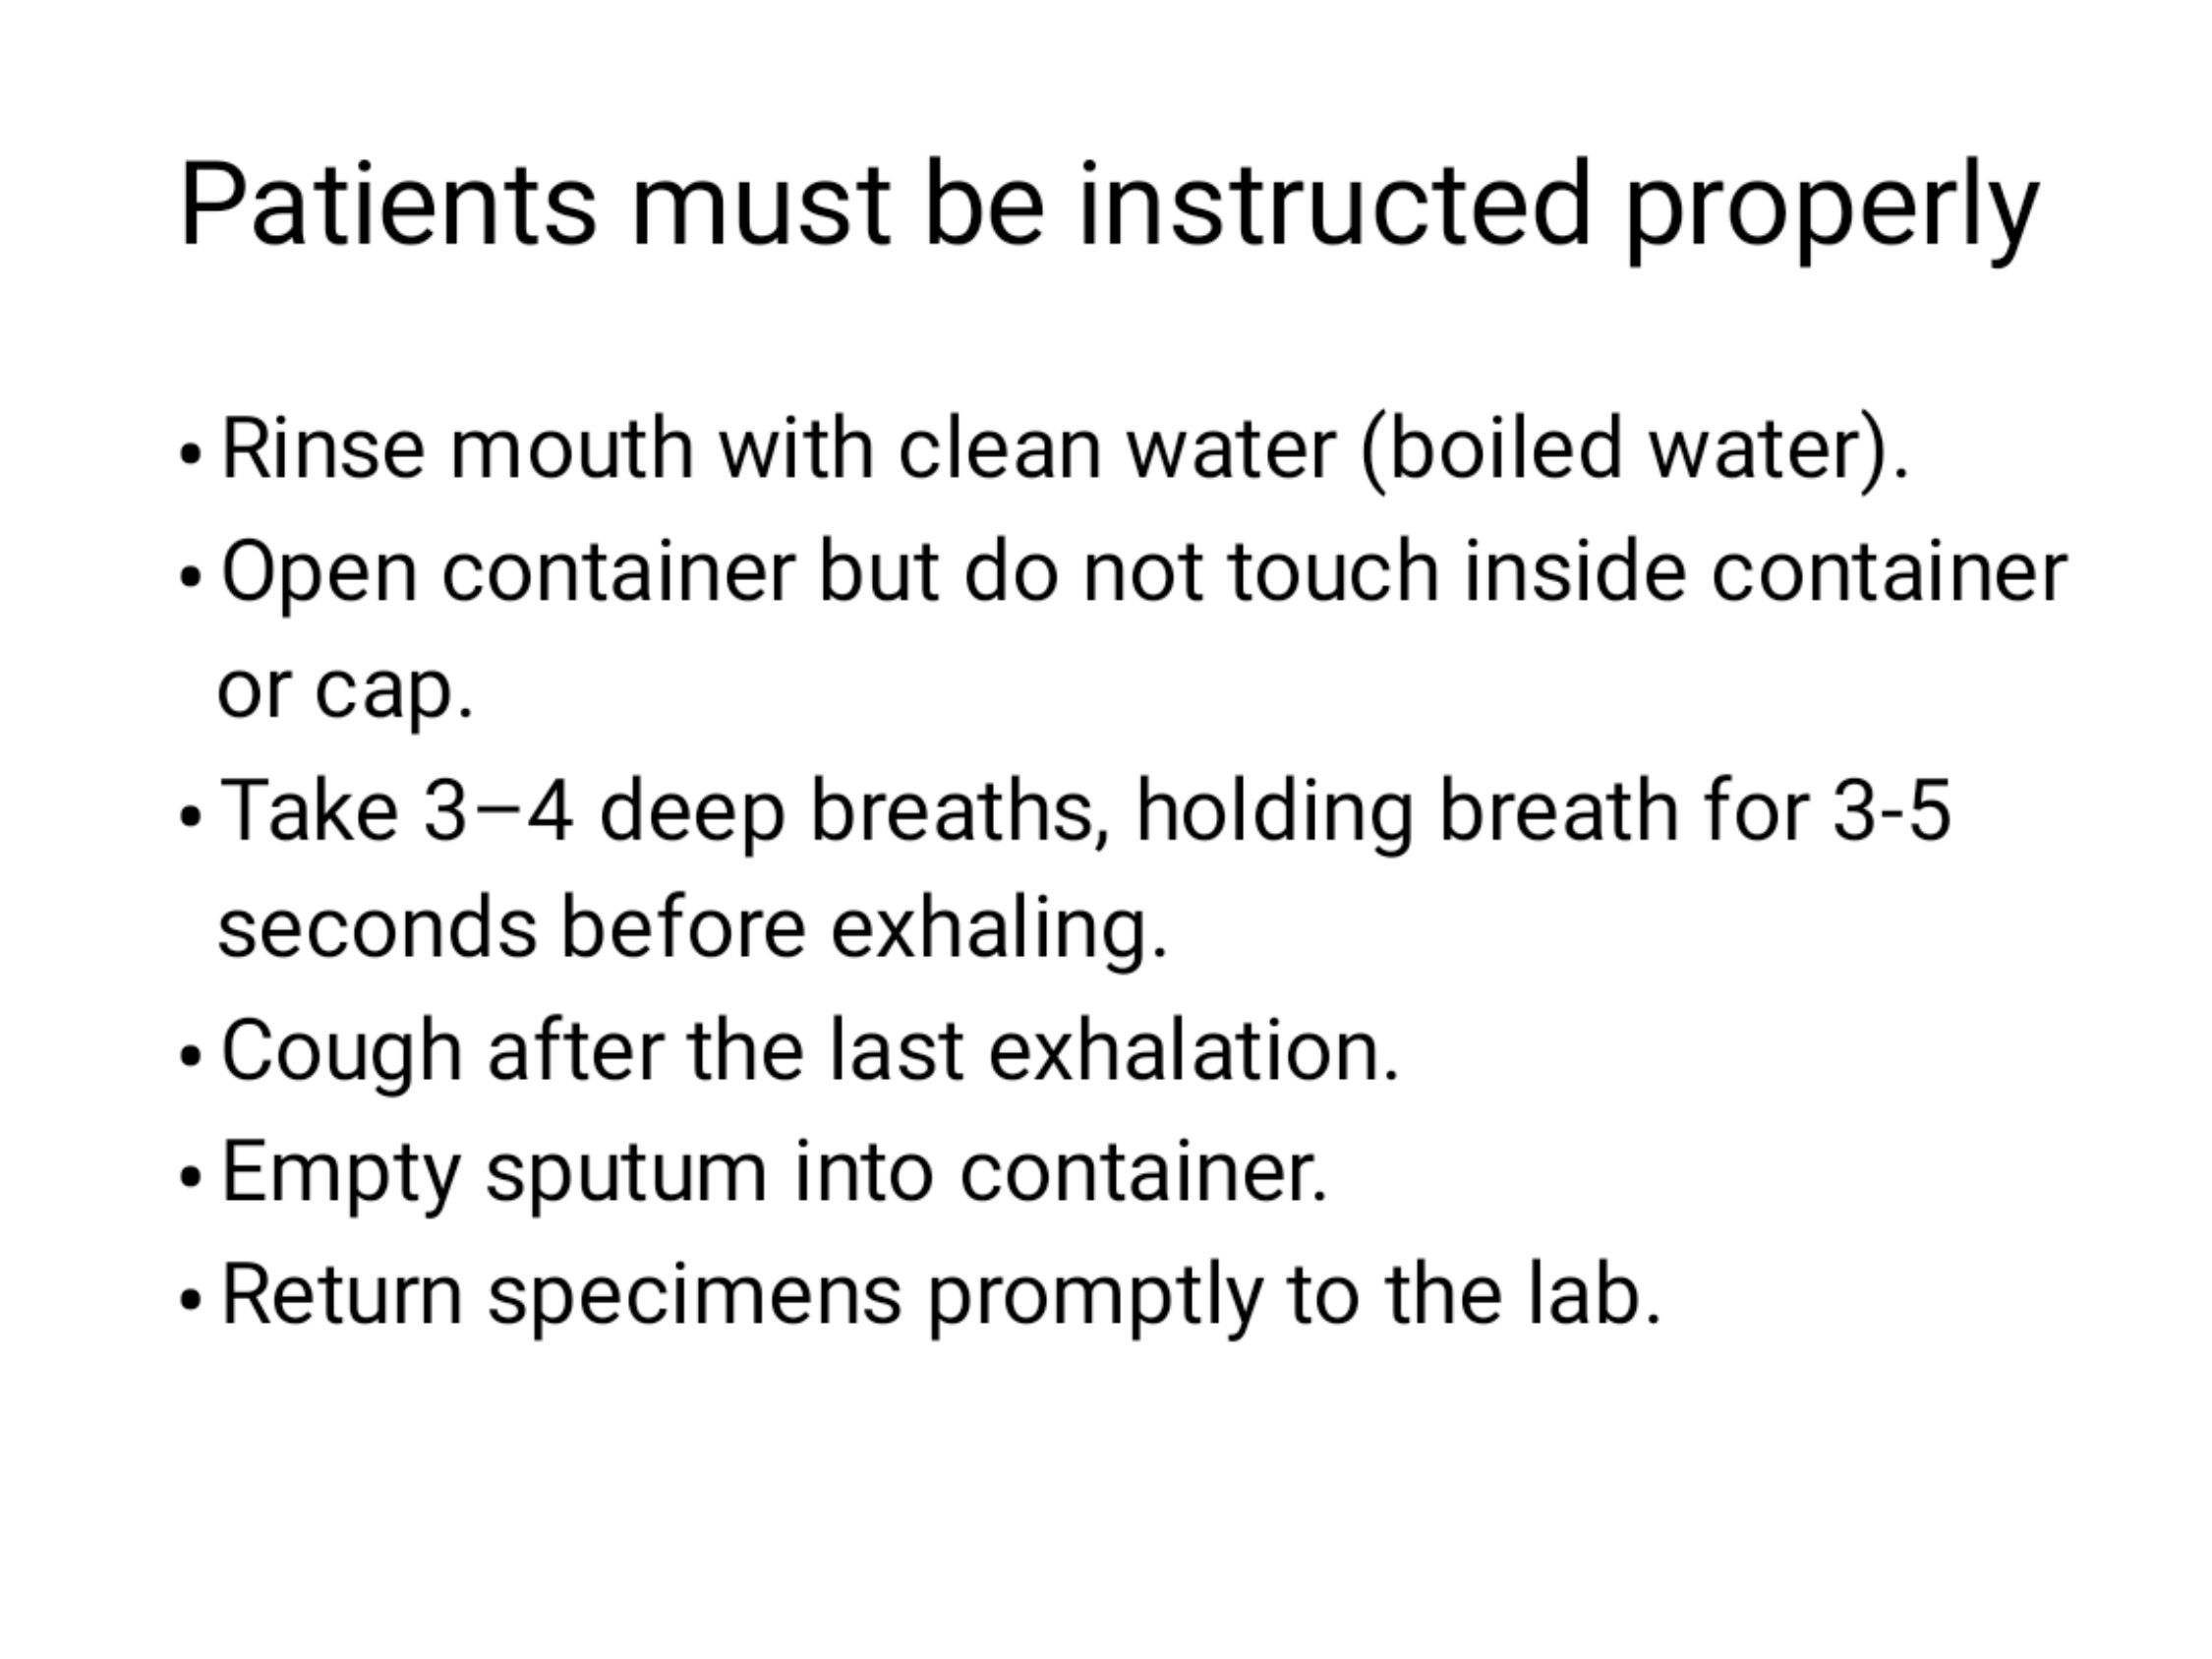 Patients must be instructed properly
• Rinse mouth with clean water (boiled water).
• Open container but do not touch inside container
or cap.
• Take 3–4 deep breaths, holding breath for 3-5
seconds before exhaling.
• Cough after the last exhalation.
• Empty sputum into container.
• Return specimens promptly to the lab.